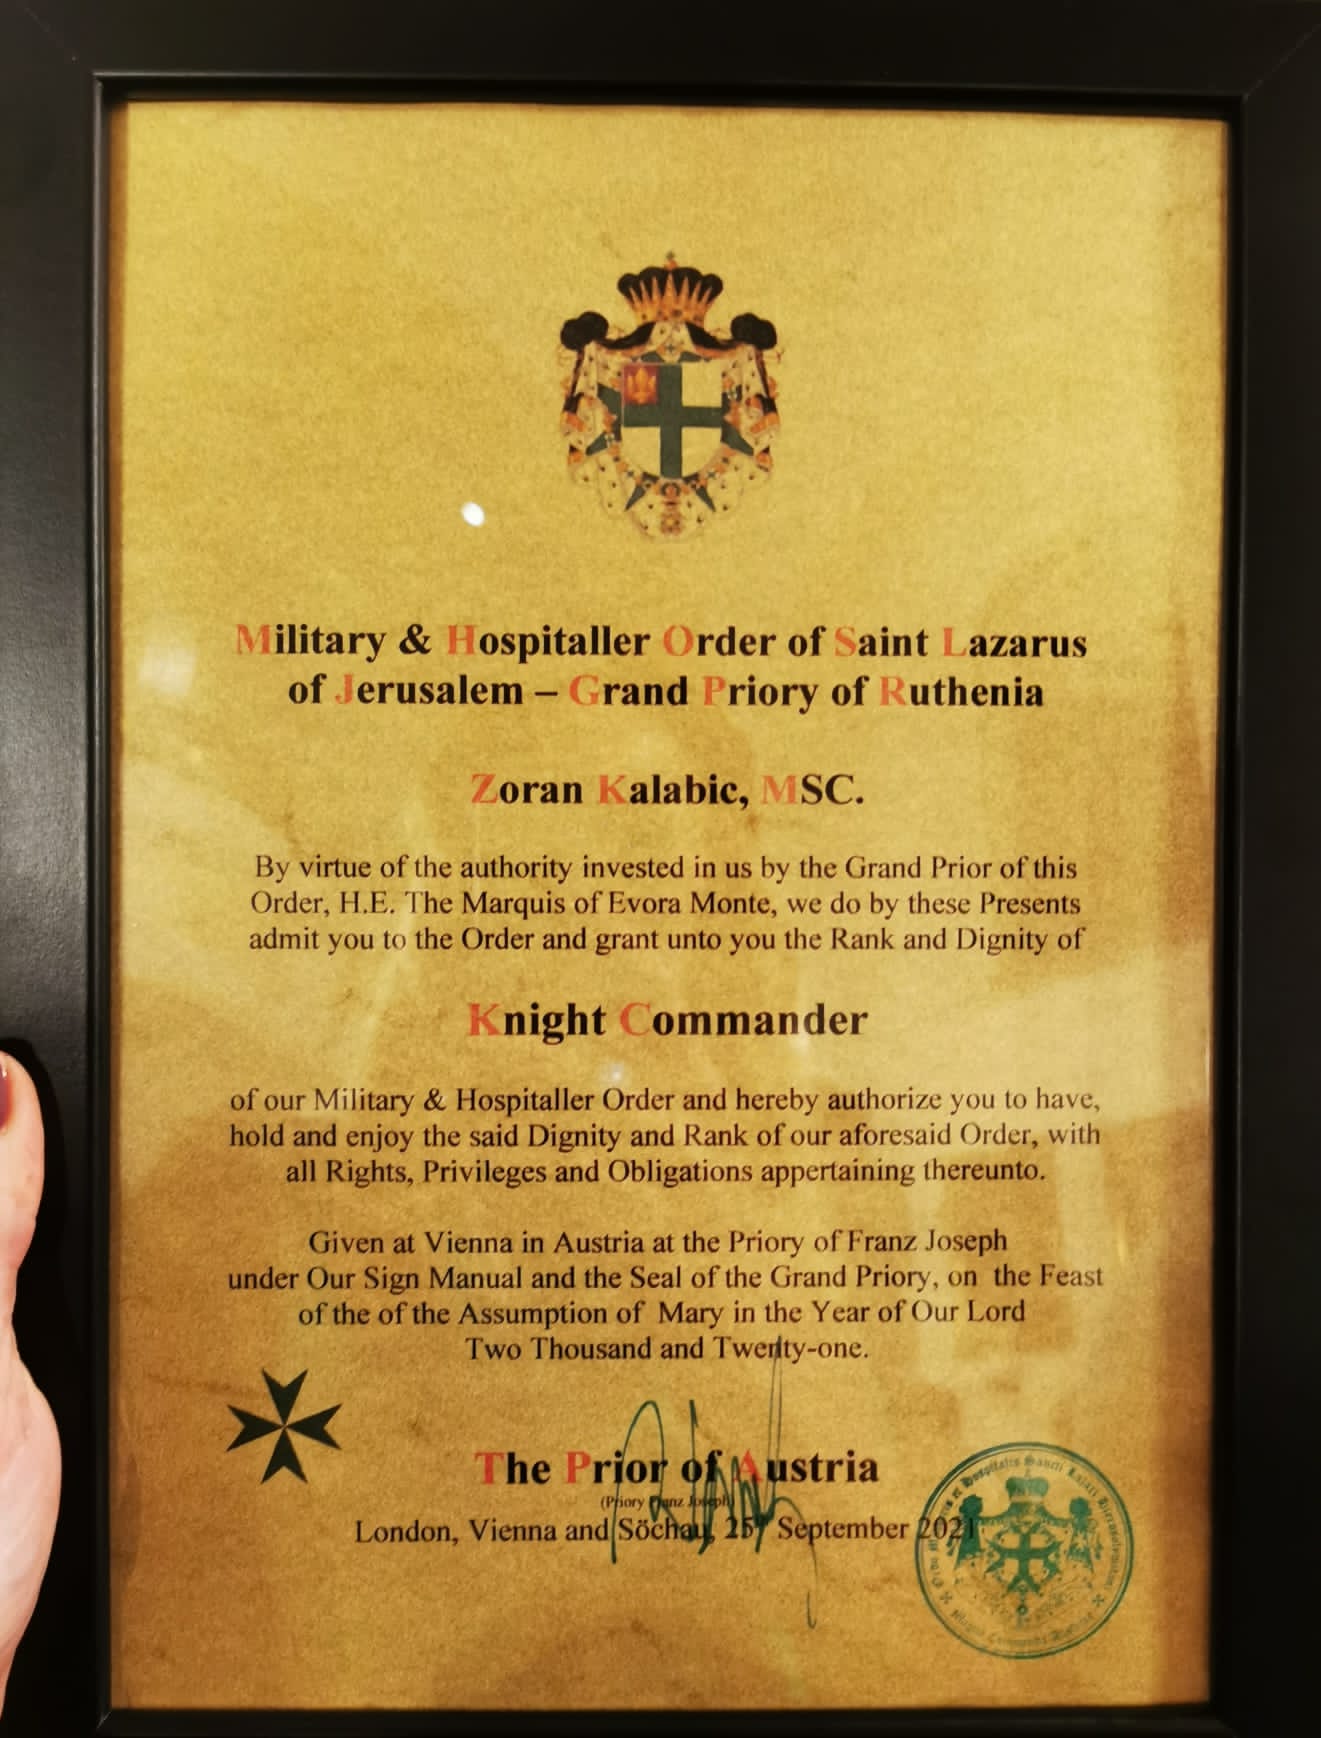 Military & Hospitaller Order of Saint Lazarus
of Jerusalem – Grand Priory of Ruthenia
Zoran Kalabic, MSC.
By virtue of the authority invested in us by the Grand Prior of this
Order, H.E. The Marquis of Evora Monte, we do by these Presents
admit you to the Order and grant unto you the Rank and Dignity of
Knight Commander
of our Military & Hospitaller Order and hereby authorize you to have,
hold and enjoy the said Dignity and Rank of our aforesaid Order, with
all Rights, Privileges and Obligations appertaining thereunto.
Given at Vienna in Austria at the Priory of Franz Joseph
under Our Sign Manual and the Seal of the Grand Priory, on the Feast
of the of the Assumption of Mary in the Year of Our Lord
Two Thousand and Twenty-one.
The Prior of Austria
(Priory Franz Joseph)
London, Vienna and Söchau, 25th September 2021
Hospitalis Sancti Lazari